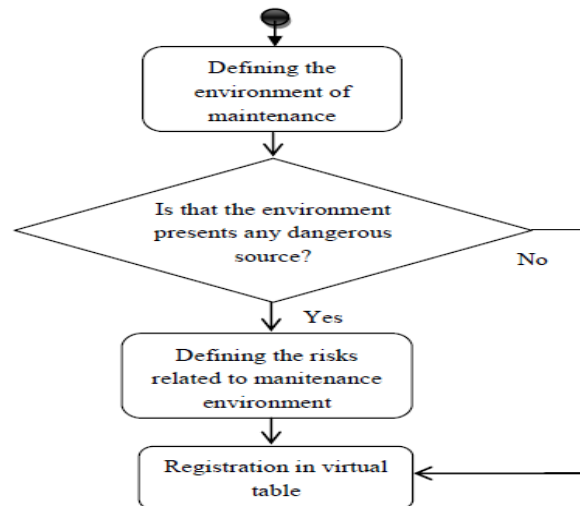 Defining the
environment of
maintenance
Is that the environment
presents any dangerous
source?
No
Yes
Defining the risks
related to manitenance
environment
Registration in virtual
table